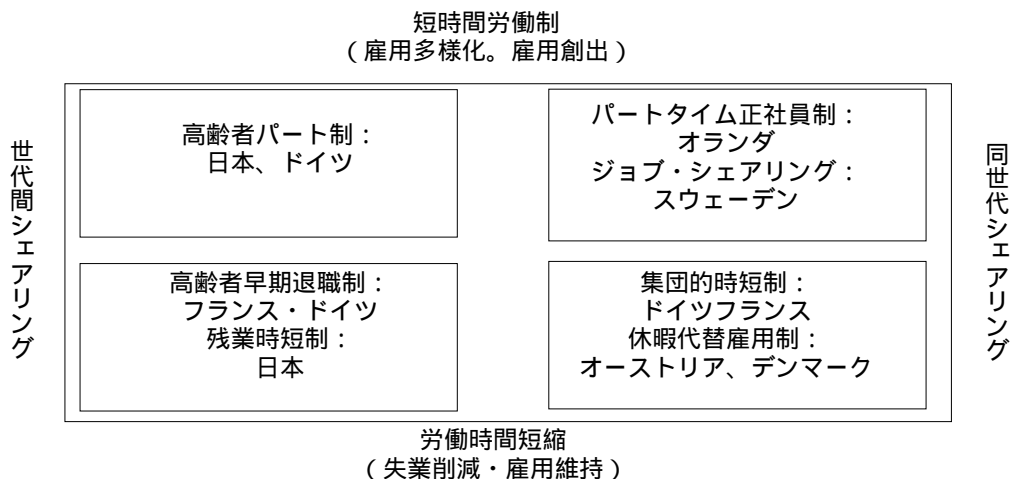 短時間労働制
（雇用多様化。雇用創出）
世代間シェアリング
高齢者パート制：
日本、ドイツ
パートタイム正社員制：
オランダ
ジョブ・シェアリング：
スウェーデン
同世代シェアリング
高齢者早期退職制：
フランス・ドイツ
残業時短制：
日本
集団的時短制：
ドイツフランス
休暇代替雇用制：
オーストリア、デンマーク
労働時間短縮
（失業削減・雇用維持）